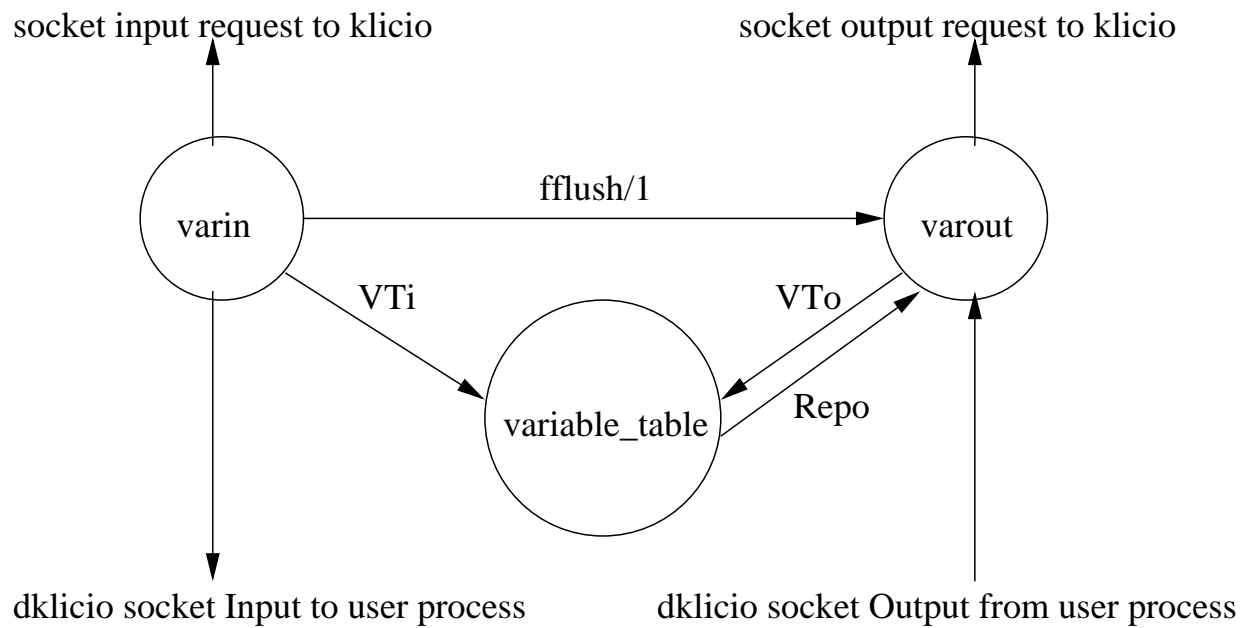 socket input request to klicio
socket output request to klicio
fflush/1
varin
varout
VTi
VTo
Repo
variable_table
dklicio socket Input to user process
dklicio socket Output from user process